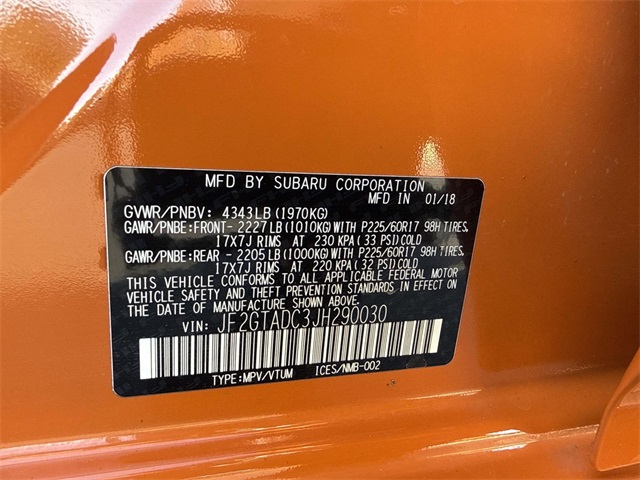 MFD BY SUBARU CORPORATION
MFD IN 01/18
GVWR/PNBV: 4343LB(1970KG)
GAWR/PNBE:FRONT- 2227LB(1010KG)WITH P225/60R17 98H TIRES,
17X7J RIMS AT 230 KPA(33 PSI)COLD
GAWR/PNBE:REAR - 2205LB(1000KG)WITH P225/60R17 98H TIRES,
17X7J RIMS AT 220 KPA(32 PSI)COLD
THIS VEHICLE CONFORMS TO ALL APPLICABLE FEDERAL MOTOR
VEHICLE SAFETY AND THEFT PREVENTION STANDARDS IN EFFECT ON
THE DATE OF MANUFACTURE SHOWN ABOVE.
VIN: JF2GTADC3JH290030
TYPE:MPV/VTUM ICES/NMB-002